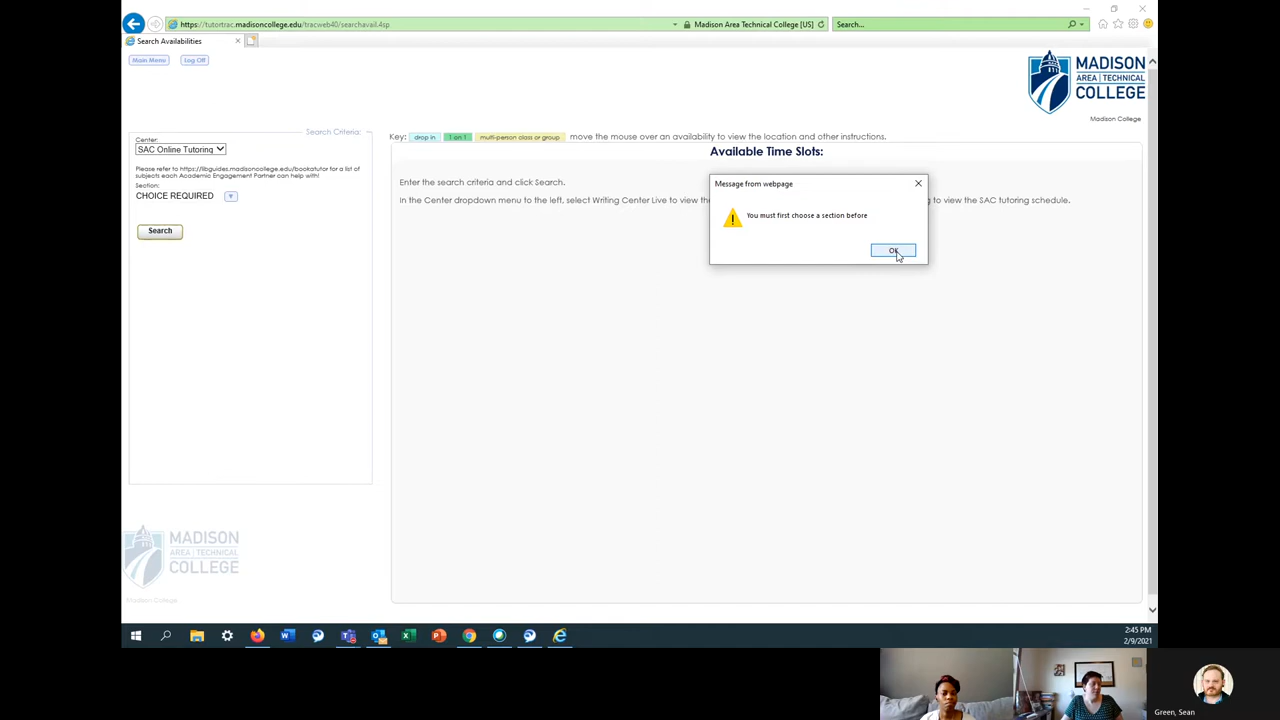 https://tutortrac.madisoncollege.edu/tracweb40/searchavail.4sp
Madison Area Technical College [US]
Search...
Search Availabilities
Main Menu
Log Off
MADISON
AREA | TECHNICAL
COLLEGE
Madison College
Search Criteria:
Center:
SAC Online Tutoring
Please refer to https://libguides.madisoncollege.edu/bookatutor for a list of
subjects each Academic Engagement Partner can help with!
Section:
CHOICE REQUIRED
Search
Key: drop in 1 on 1 multi-person class or group move the mouse over an availability to view the location and other instructions.
Available Time Slots:
Enter the search criteria and click Search.
In the Center dropdown menu to the left, select Writing Center Live to view the
g to view the SAC tutoring schedule.
Message from webpage
You must first choose a section before
OK
MADISON
AREA | TECHNICAL
COLLEGE
Madison College
2:45 PM
2/9/2021
Green, Sean